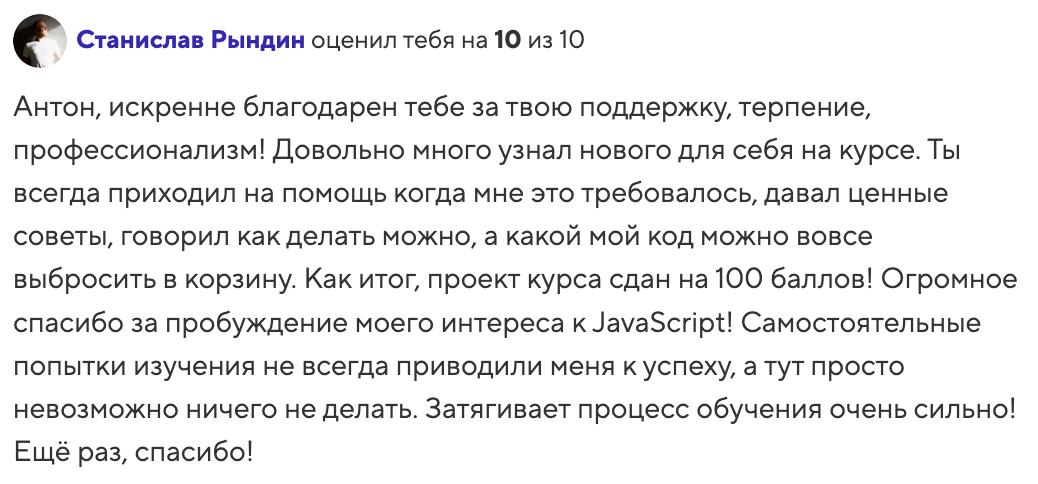 Станислав Рындин оценил тебя на 10 из 10
Антон, искренне благодарен тебе за твою поддержку, терпение,
профессионализм! Довольно много узнал нового для себя на курсе. Ты
всегда приходил на помощь когда мне это требовалось, давал ценные
советы, говорил как делать можно, а какой мой код можно вовсе
выбросить в корзину. Как итог, проект курса сдан на 100 баллов! Огромное
спасибо за пробуждение моего интереса к JavaScript! Самостоятельные
попытки изучения не всегда приводили меня к успеху, а тут просто
невозможно ничего не делать. Затягивает процесс обучения очень сильно!
Ещё раз, спасибо!